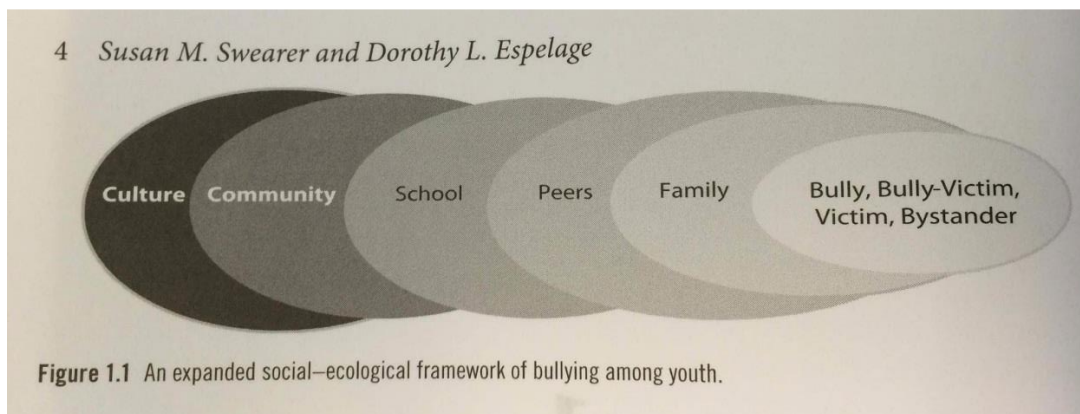 4 Susan M. Swearer and Dorothy L. Espelage
Culture Community School Peers Family Bully, Bully-Victim,
Victim, Bystander
Figure 1.1 An expanded social–ecological framework of bullying among youth.